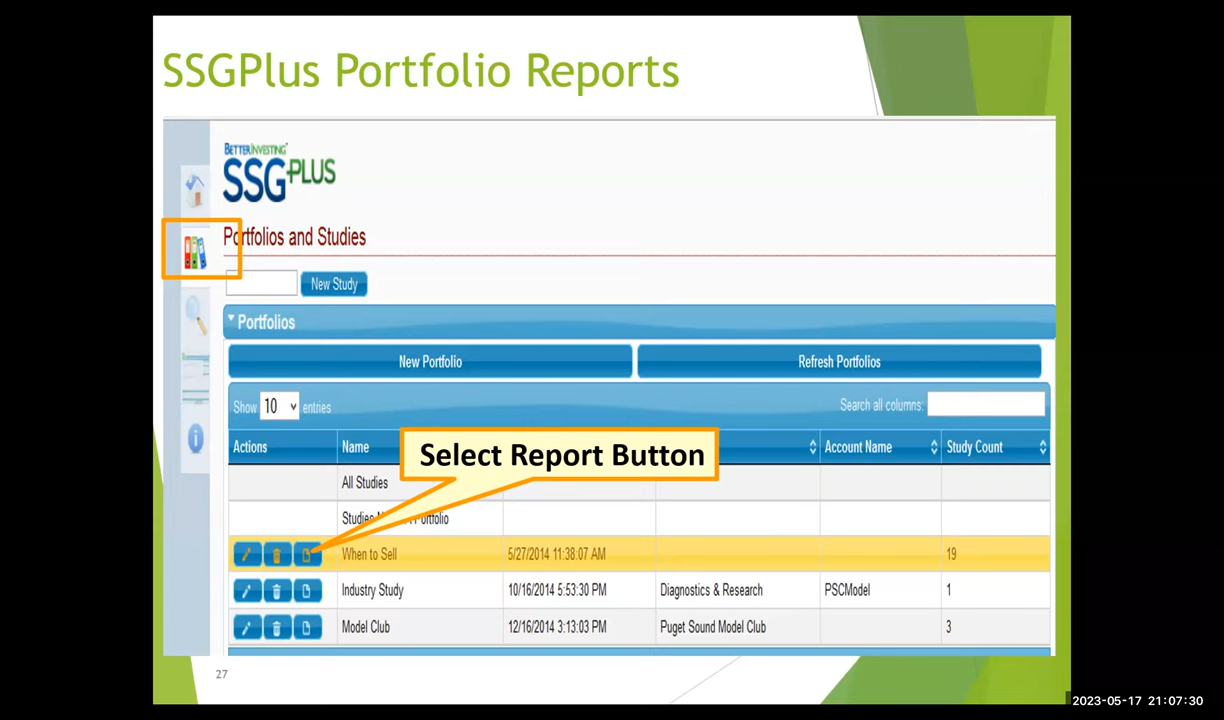 SSGPlus Portfolio Reports
BETTERINVESTING™
SSG PLUS
Portfolios and Studies
New Study
Portfolios
New Portfolio
Refresh Portfolios
Show 10 entries
Search all columns:
Actions Name Account Name Study Count
Select Report Button
All Studies
Studies Portfolio
When to Sell 5/27/2014 11:38:07 AM 19
Industry Study 10/16/2014 5:53:30 PM Diagnostics & Research PSCModel 1
Model Club 12/16/2014 3:13:03 PM Puget Sound Model Club 3
27
2023-05-17 21:07:30